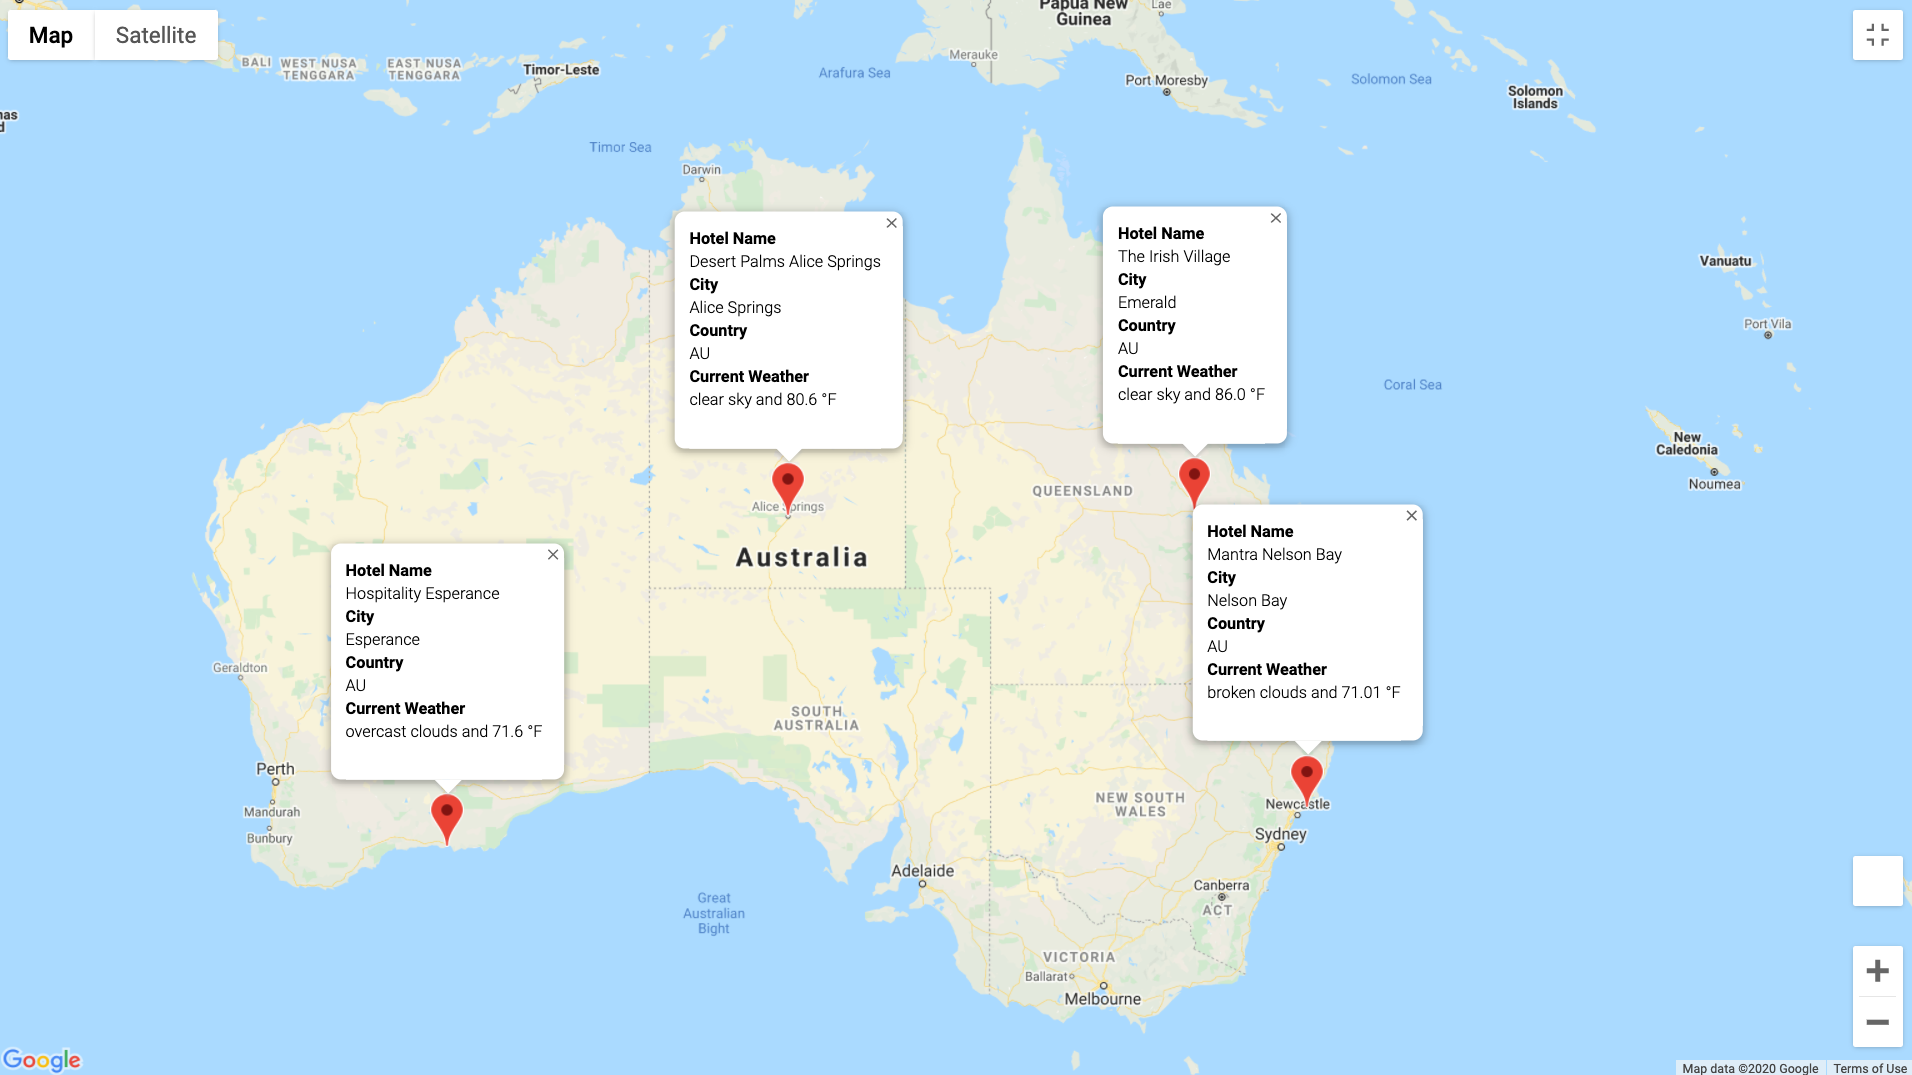 Map
Satellite
Papua New
Guinea
Lae
Merauke
Port Moresby
Solomon Sea
Solomon
Islands
BALI
WEST NUSA
TENGGARA
EAST NUSA
TENGGARA
Timor-Leste
Arafura Sea
Timor Sea
Darwin
Hotel Name
Desert Palms Alice Springs
City
Alice Springs
Country
AU
Current Weather
clear sky and 80.6 °F
Hotel Name
The Irish Village
City
Emerald
Country
AU
Current Weather
clear sky and 86.0 °F
Vanuatu
Port Vila
Coral Sea
New
Caledonia
Noumea
QUEENSLAND
Alice Springs
Australia
Hotel Name
Hospitality Esperance
City
Esperance
Country
AU
Current Weather
overcast clouds and 71.6 °F
Hotel Name
Mantra Nelson Bay
City
Nelson Bay
Country
AU
Current Weather
broken clouds and 71.01 °F
Geraldton
SOUTH
AUSTRALIA
Perth
Mandurah
Bunbury
NEW SOUTH
WALES
Newcastle
Sydney
Adelaide
Canberra
ACT
Great
Australian
Bight
VICTORIA
Ballarat
Melbourne
Google
Map data ©2020 Google
Terms of Use